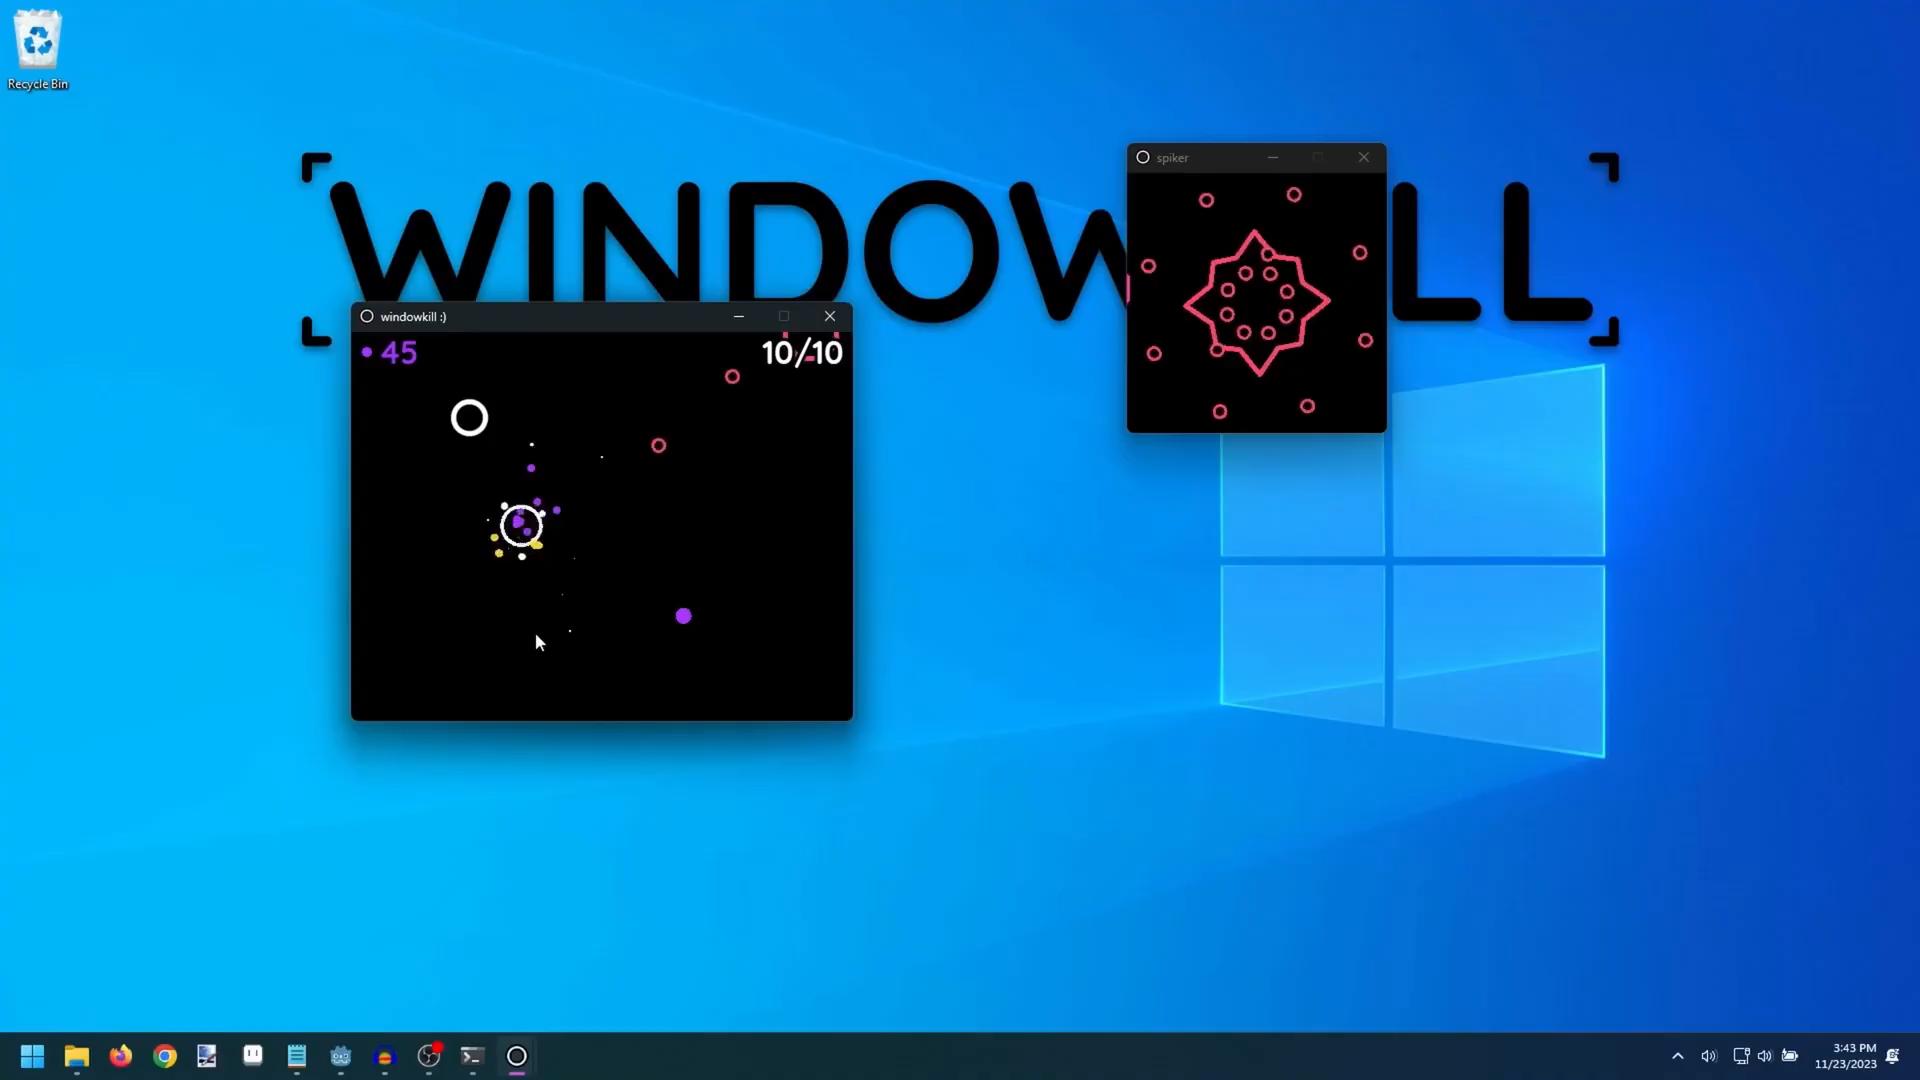 Recycle Bin
WINDOW LL
spiker
windowkill :)
45
10/10
3:43 PM
11/23/2023